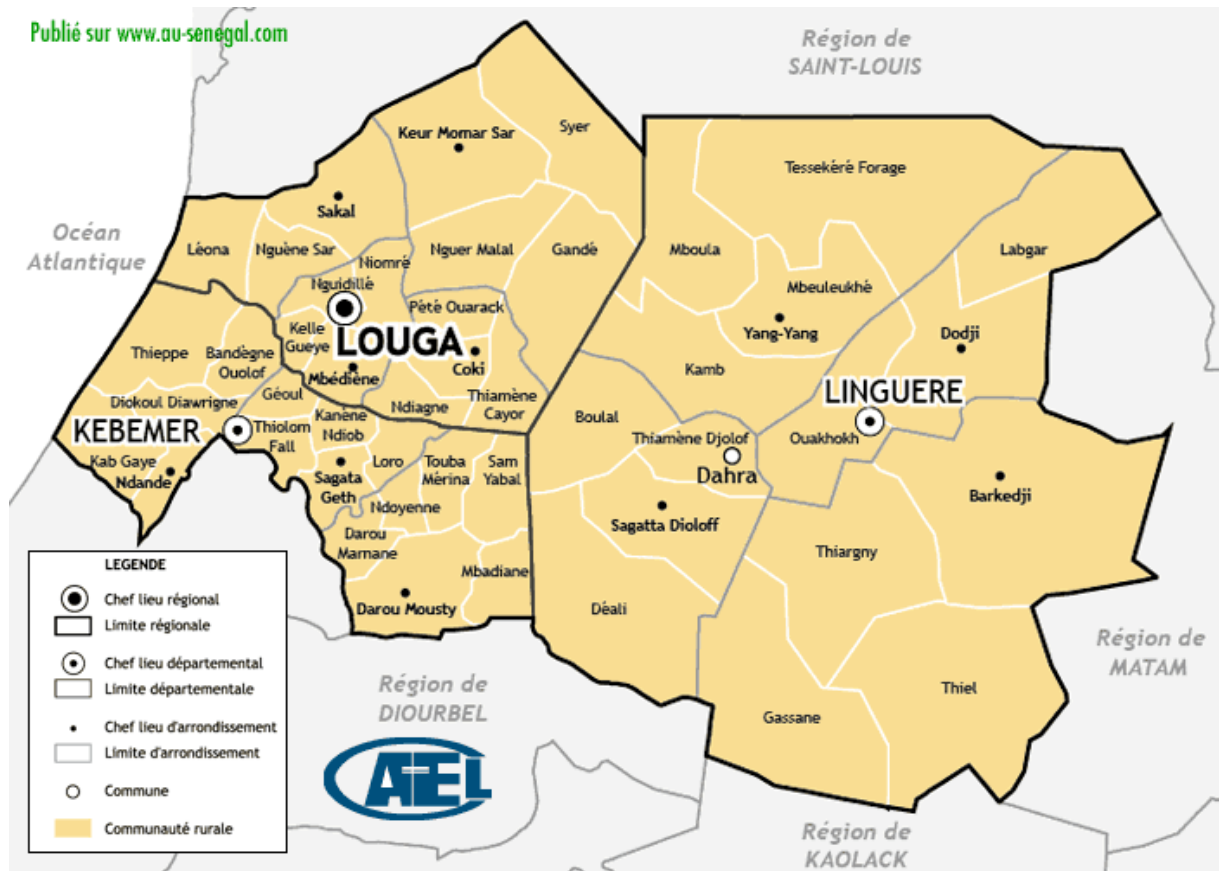 Publié sur www.au-senegal.com
Région de
SAINT-LOUIS
Océan
Atlantique
Keur Momar Sar
Syer
Tessekéré Forage
Sakal
Léona
Nguène Sar
Niomré
Nguer Malal
Gandé
Mboula
Labgar
Nguidillé
Mbeuleukhé
Pété Ouarack
Kelle
Gueye
LOUGA
Yang-Yang
Dodji
Thieppe
Bandègne
Ouolof
Mbédiène
Coki
Kamb
LINGUERE
Diokoul Diawrigne
Géoul
Ndiagne
Thiamène
Cayor
Boulal
KEBEMER
Thiolom
Fall
Kanène
Ndiob
Thiamène Djolof
Ouakhokh
Kab Gaye
Ndande
Sagata
Geth
Loro
Touba
Mérina
Sam
Yabal
Dahra
Barkedji
Ndoyenne
Sagatta Dioloff
Darou
Marnane
Thiargny
Mbadiane
Darou Mousty
Déali
Thiel
Gassane
Région de
MATAM
Région de
DIOURBEL
Région de
KAOLACK
AIEL
LEGENDE
Chef lieu régional
Limite régionale
Chef lieu départemental
Limite départementale
Chef lieu d'arrondissement
Limite d'arrondissement
Commune
Communauté rurale